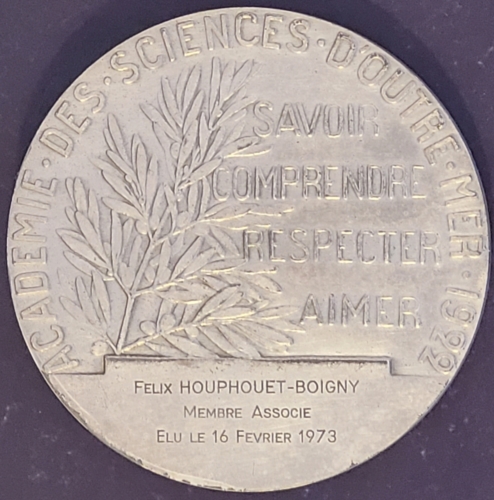 ACADEMIE · DES · SCIENCES · D'OUTRE · MER · 1922
SAVOIR
COMPRENDRE
RESPECTER
AIMER
FELIX HOUPHOUET-BOIGNY
MEMBRE ASSOCIE
ELU LE 16 FEVRIER 1973